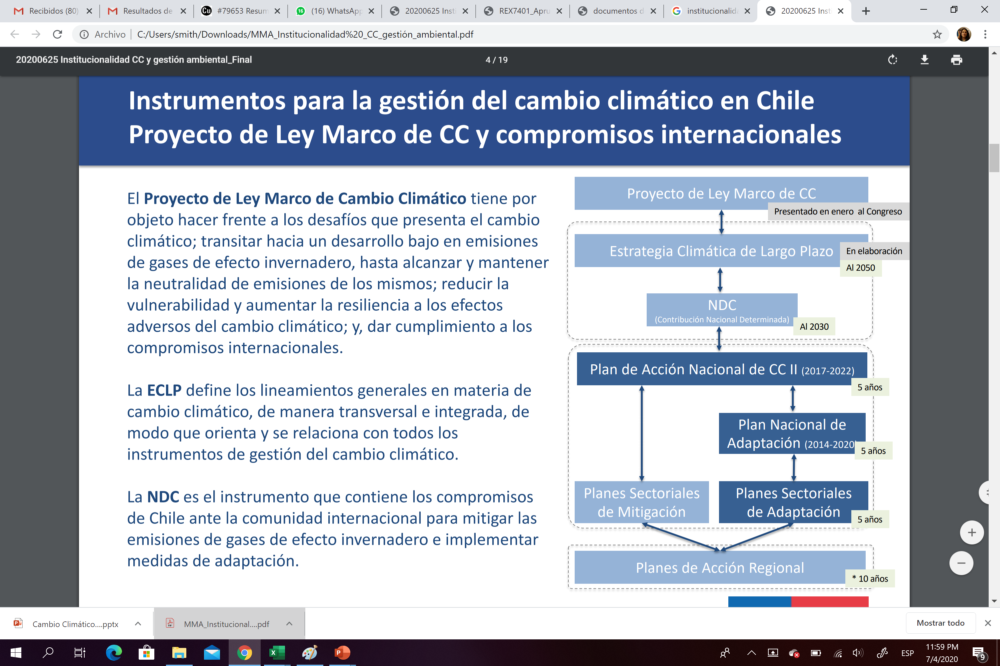 Recibidos (80)
Resultados de
#79653 Resum
(16) WhatsApp
20200625 Insti
REX7401_Apru
documentos d
institucionalida
20200625 Inst
Archivo
C:/Users/smith/Downloads/MMA_Institucionalidad%20_CC_gestión_ambiental.pdf
20200625 Institucionalidad CC y gestión ambiental_Final
4 / 19
Instrumentos para la gestión del cambio climático en Chile
Proyecto de Ley Marco de CC y compromisos internacionales
El Proyecto de Ley Marco de Cambio Climático tiene por
objeto hacer frente a los desafíos que presenta el cambio
climático; transitar hacia un desarrollo bajo en emisiones
de gases de efecto invernadero, hasta alcanzar y mantener
la neutralidad de emisiones de los mismos; reducir la
vulnerabilidad y aumentar la resiliencia a los efectos
adversos del cambio climático; y, dar cumplimiento a los
compromisos internacionales.
La ECLP define los lineamientos generales en materia de
cambio climático, de manera transversal e integrada, de
modo que orienta y se relaciona con todos los
instrumentos de gestión del cambio climático.
La NDC es el instrumento que contiene los compromisos
de Chile ante la comunidad internacional para mitigar las
emisiones de gases de efecto invernadero e implementar
medidas de adaptación.
Proyecto de Ley Marco de CC
Presentado en enero al Congreso
Estrategia Climática de Largo Plazo
En elaboración
Al 2050
NDC
(Contribución Nacional Determinada)
Al 2030
Plan de Acción Nacional de CC II (2017-2022)
5 años
Plan Nacional de
Adaptación (2014-2020)
5 años
Planes Sectoriales
de Mitigación
Planes Sectoriales
de Adaptación
5 años
Planes de Acción Regional
* 10 años
Cambio Climático....pptx
MMA_Institucional....pdf
Mostrar todo
ESP
11:59 PM
7/4/2020
9